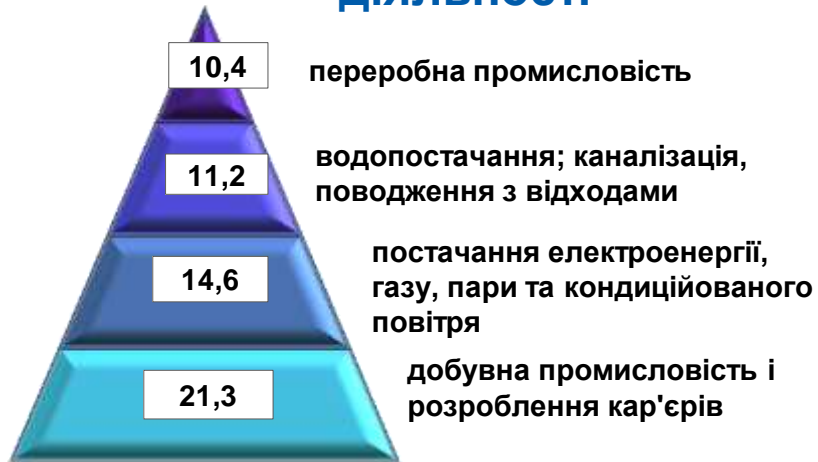 10,4
переробна промисловість
11,2
водопостачання; каналізація,
поводження з відходами
14,6
постачання електроенергії,
газу, пари та кондиційованого
повітря
21,3
добувна промисловість і
розроблення кар'єрів